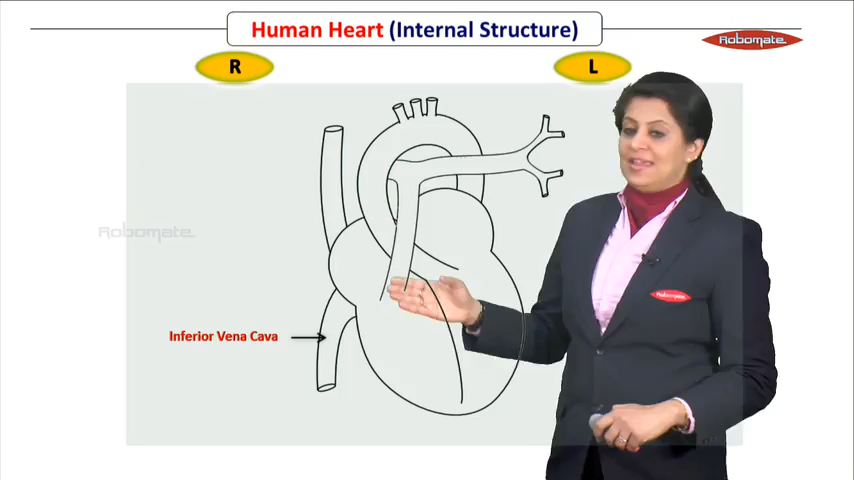 Human Heart (Internal Structure)
Robomate
R
L
Robomate
Robomate
Inferior Vena Cava